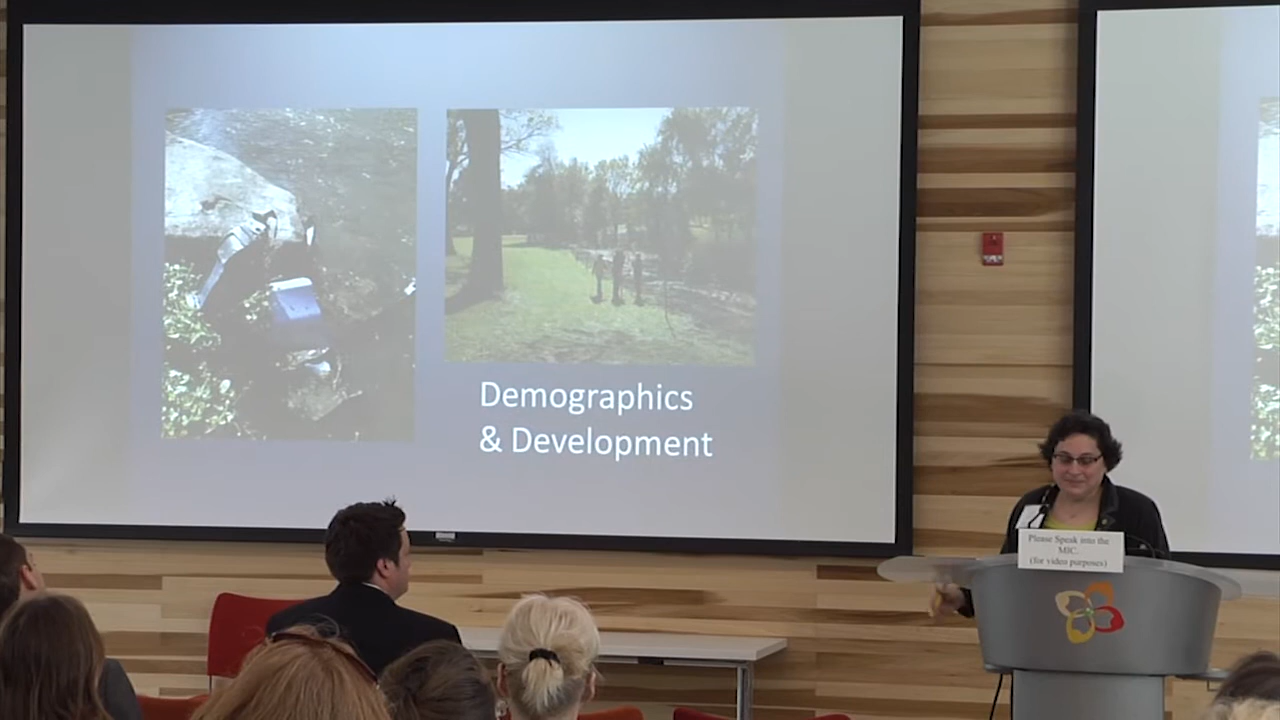 Demographics
& Development
Please Speak into the
MIC.
(for video purposes)